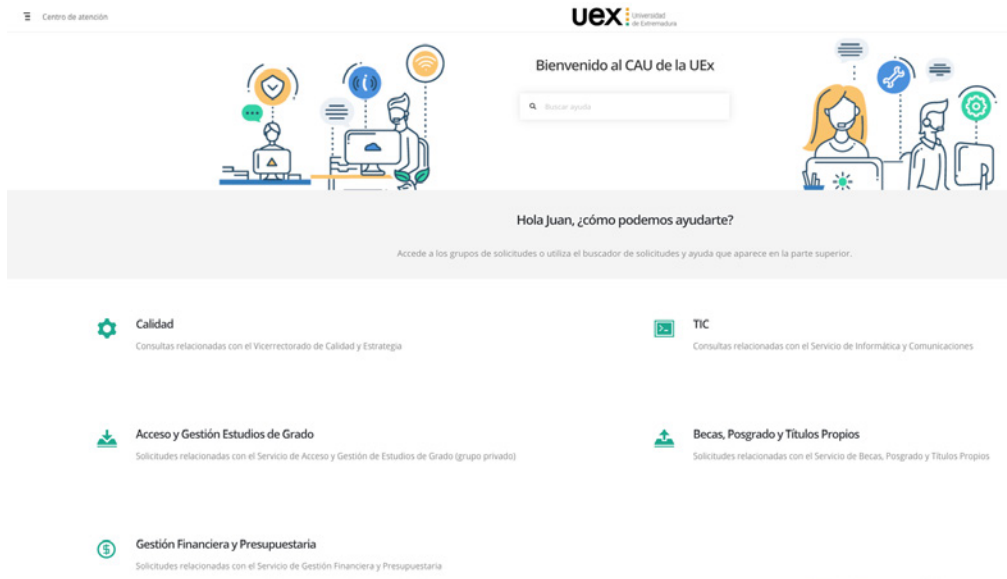 Centro de atención
uex Universidad
de Extremadura
Bienvenido al CAU de la UEx
Buscar ayuda
Hola Juan, ¿cómo podemos ayudarte?
Accede a los grupos de solicitudes o utiliza el buscador de solicitudes y ayuda que aparece en la parte superior.
Calidad
Consultas relacionadas con el Vicerrectorado de Calidad y Estrategia
TIC
Consultas relacionadas con el Servicio de Informática y Comunicaciones
Acceso y Gestión Estudios de Grado
Solicitudes relacionadas con el Servicio de Acceso y Gestión de Estudios de Grado (grupo privado)
Becas, Posgrado y Títulos Propios
Solicitudes relacionadas con el Servicio de Becas, Posgrado y Títulos Propios
Gestión Financiera y Presupuestaria
Solicitudes relacionadas con el Servicio de Gestión Financiera y Presupuestaria